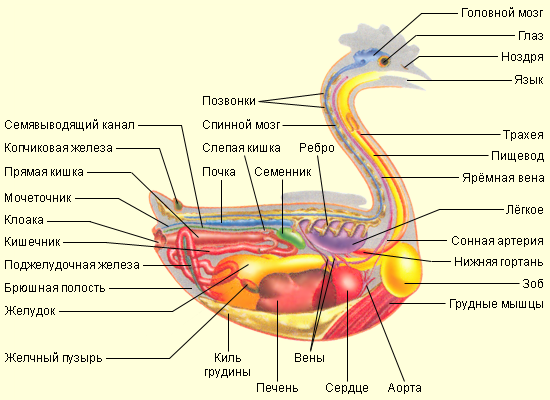 Головной мозг
Глаз
Ноздря
Язык
Позвонки
Семявыводящий канал
Спинной мозг
Трахея
Копчиковая железа
Слепая кишка
Ребро
Пищевод
Прямая кишка
Почка
Семенник
Ярёмная вена
Мочеточник
Лёгкое
Клоака
Кишечник
Сонная артерия
Поджелудочная железа
Нижняя гортань
Брюшная полость
Зоб
Желудок
Грудные мышцы
Желчный пузырь
Киль
грудины
Вены
Печень
Сердце
Аорта